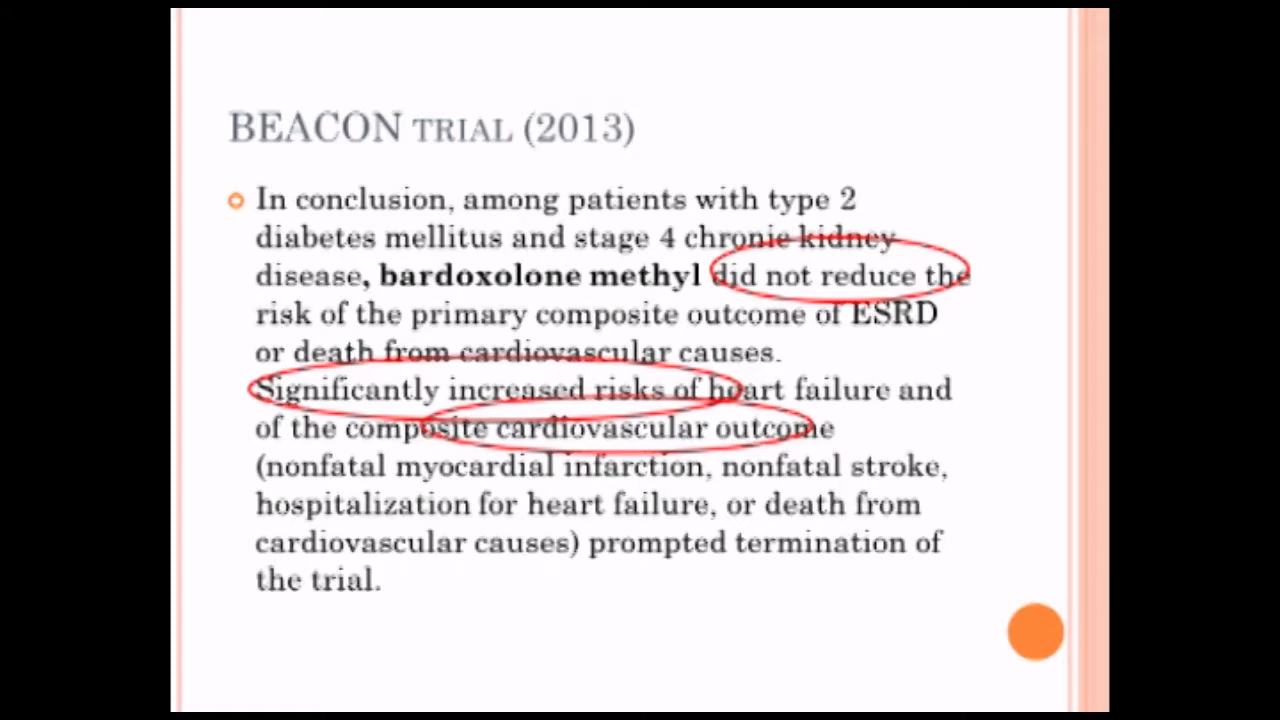 BEACON TRIAL (2013)
In conclusion, among patients with type 2
diabetes mellitus and stage 4 chronic kidney
disease, bardoxolone methyl did not reduce the
risk of the primary composite outcome of ESRD
or death from cardiovascular causes.
Significantly increased risks of heart failure and
of the composite cardiovascular outcome
(nonfatal myocardial infarction, nonfatal stroke,
hospitalization for heart failure, or death from
cardiovascular causes) prompted termination of
the trial.